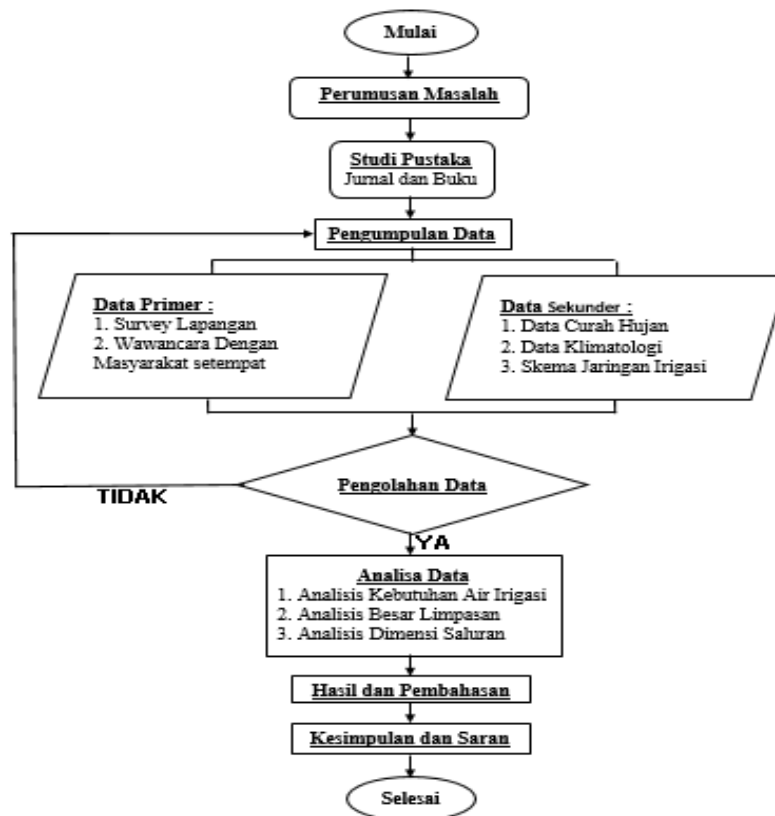 Mulai
Perumusan Masalah
Studi Pustaka
Jurnal dan Buku
Pengumpulan Data
Data Primer :
1. Survey Lapangan
2. Wawancara Dengan
Masyarakat setempat
Data Sekunder :
1. Data Curah Hujan
2. Data Klimatologi
3. Skema Jaringan Irigasi
Pengolahan Data
TIDAK
YA
Analisa Data
1. Analisis Kebutuhan Air Irigasi
2. Analisis Besar Limpasan
3. Analisis Dimensi Saluran
Hasil dan Pembahasan
Kesimpulan dan Saran
Selesai